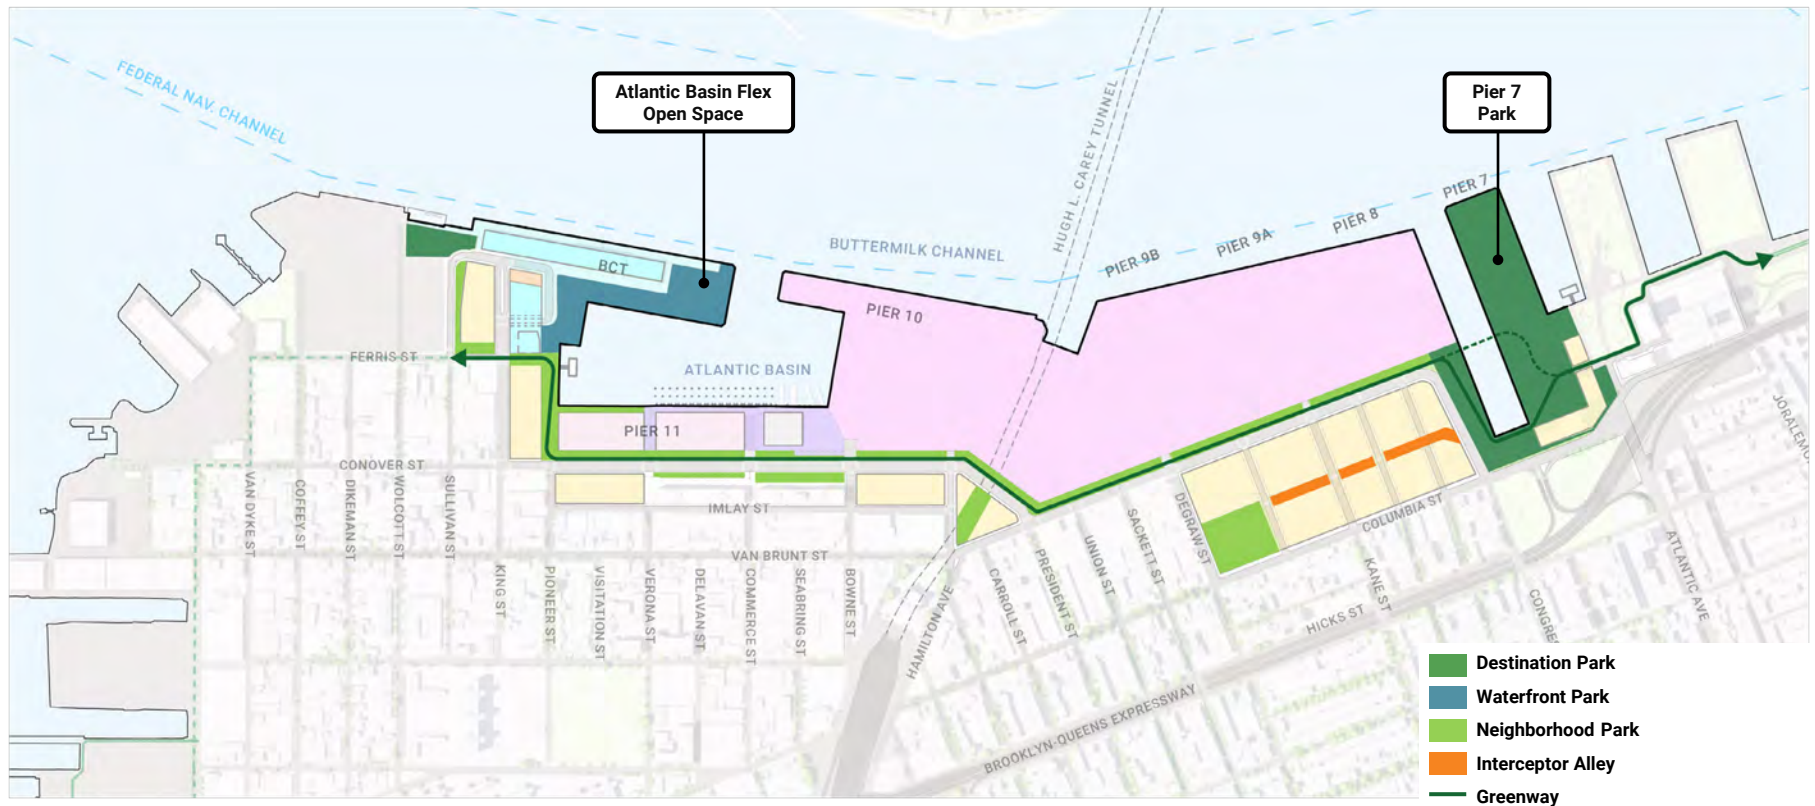 FEDERAL NAV. CHANNEL
Atlantic Basin Flex
Open Space
Pier 7
Park
HUGH L. CAREY TUNNEL
BUTTERMILK CHANNEL
PIER 9B
PIER 9A
PIER 8
PIER 7
BCT
PIER 10
FERRIS ST
ATLANTIC BASIN
PIER 11
CONOVER ST
IMLAY ST
VAN BRUNT ST
VAN DYKE ST
COFFEY ST
DIKEMAN ST
WOLCOTT ST
SULLIVAN ST
KING ST
PIONEER ST
VISITATION ST
VERONA ST
DELAVAN ST
COMMERCE ST
SEABRING ST
BOWNE ST
HAMILTON AVE
CARROLL ST
PRESIDENT ST
UNION ST
SACKETT ST
DEGRAW ST
COLUMBIA ST
KANE ST
HICKS ST
CONGRE
ATLANTIC AVE
JORALEMO
BROOKLYN-QUEENS EXPRESSWAY
Destination Park
Waterfront Park
Neighborhood Park
Interceptor Alley
Greenway